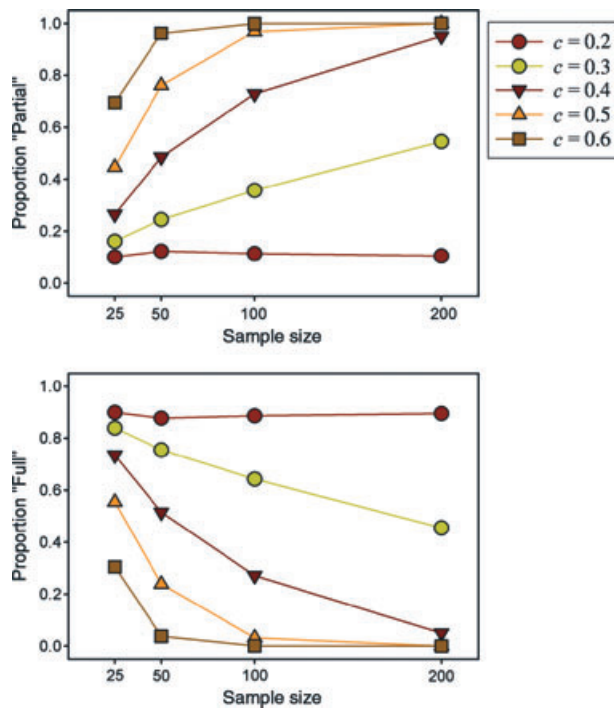 1.0
0.8
0.6
0.4
0.2
0.0
Proportion "Partial"
25 50 100 200
Sample size
c = 0.2
c = 0.3
c = 0.4
c = 0.5
c = 0.6
1.0
0.8
0.6
0.4
0.2
0.0
Proportion "Full"
25 50 100 200
Sample size